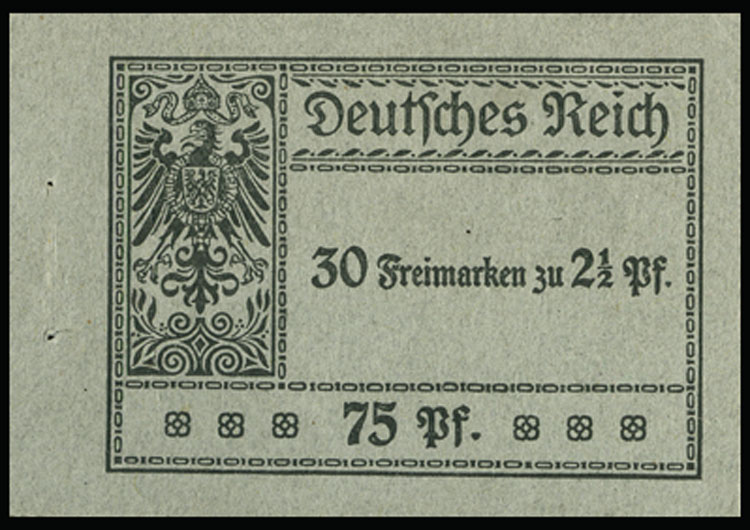 Deutſches Reich
30 Freimarken zu 2½ Pf.
75 Pf.